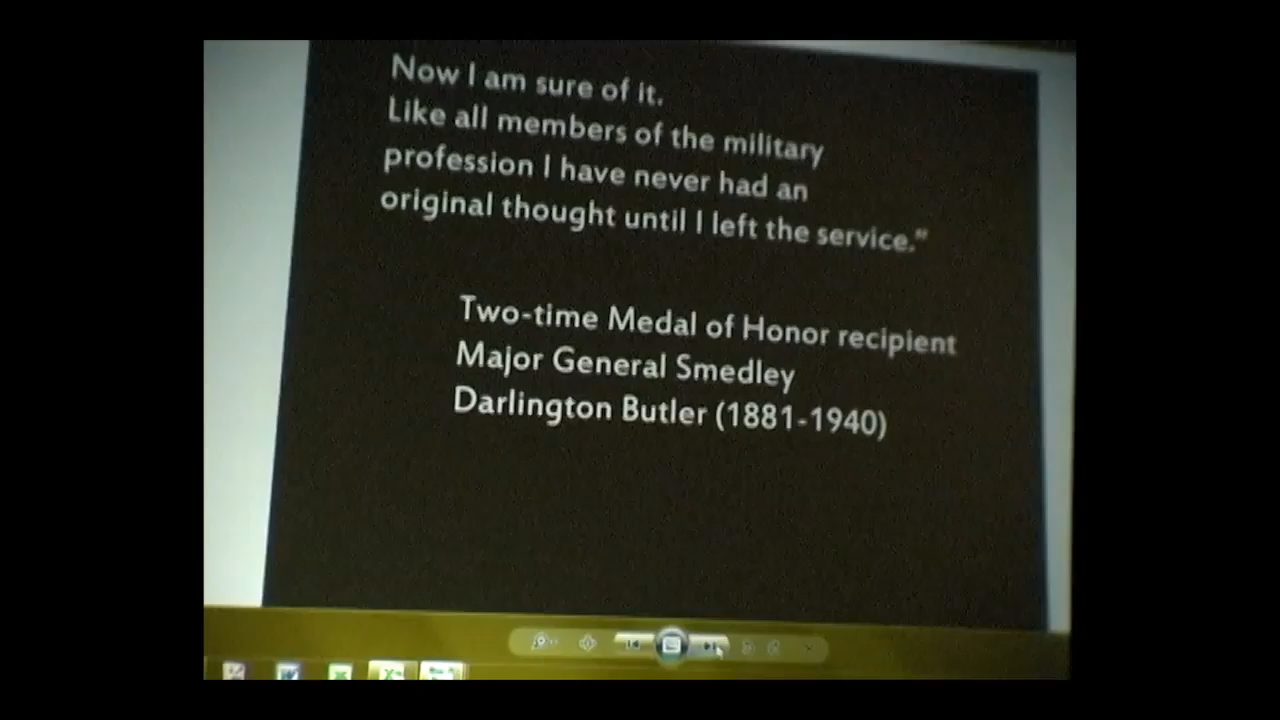 Now I am sure of it.
Like all members of the military
profession I have never had an
original thought until I left the service."
Two-time Medal of Honor recipient
Major General Smedley
Darlington Butler (1881-1940)